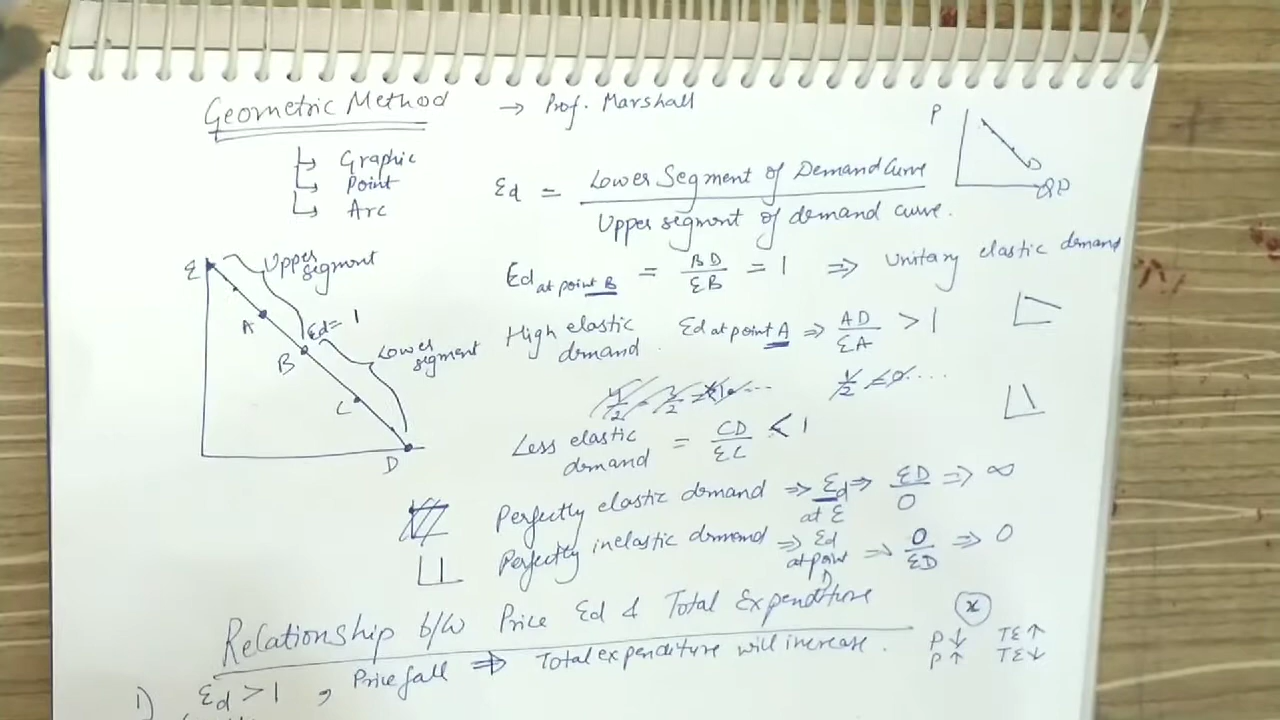 Geometric Method → Prof. Marshall
↳ Graphic
↳ Point
↳ Arc
P
QD
D
Ed = Lower Segment of Demand Curve / Upper segment of demand curve.
E
Upper segment
A
Ed = 1
B
Lower segment
C
D
Ed at point B = BD / EB = 1 ⇒ Unitary elastic demand
High elastic demand. Ed at point A ⇒ AD / EA > 1
Less elastic demand = CD / EC < 1
Perfectly elastic demand ⇒ Ed at E ⇒ ED / 0 ⇒ ∞
Perfectly inelastic demand ⇒ Ed at point D ⇒ 0 / ED ⇒ 0
Relationship b/w Price Ed & Total Expenditure
1) Ed > 1 , Price fall ⇒ Total expenditure will increase.
P↓ TE↑
P↑ TE↓